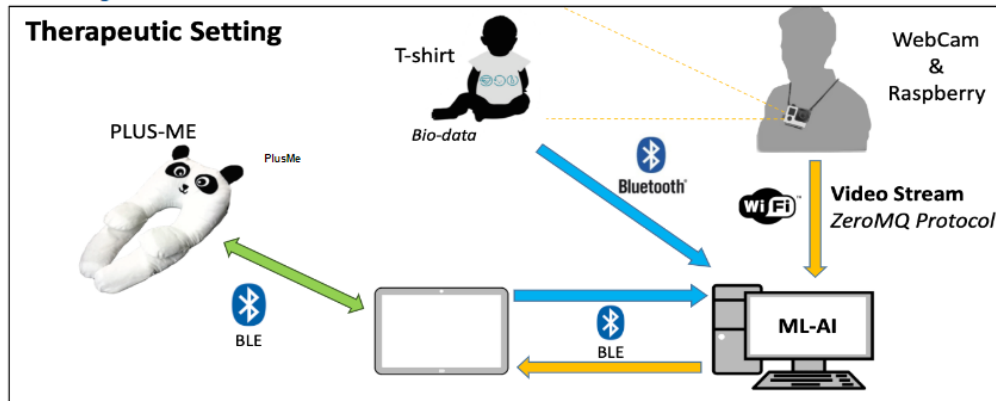 Therapeutic Setting
T-shirt
WebCam
&
Raspberry
PLUS-ME
PlusMe
Bio-data
Bluetooth®
WiFi™
Video Stream
ZeroMQ Protocol
BLE
BLE
ML-AI